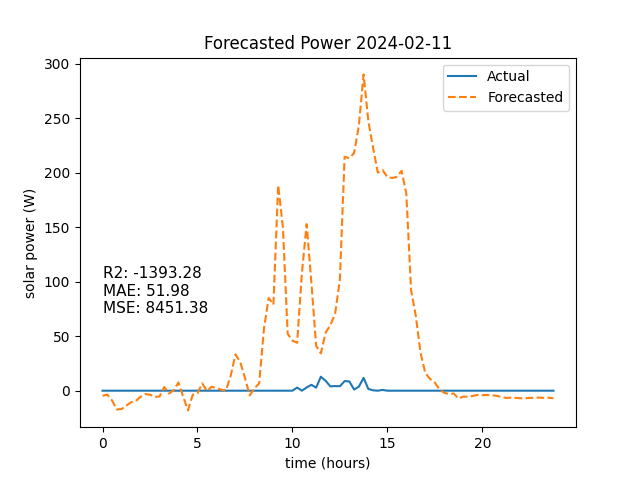 Forecasted Power 2024-02-11
Actual
Forecasted
solar power (W)
300
250
200
150
100
50
0
R2: -1393.28
MAE: 51.98
MSE: 8451.38
0 5 10 15 20
time (hours)